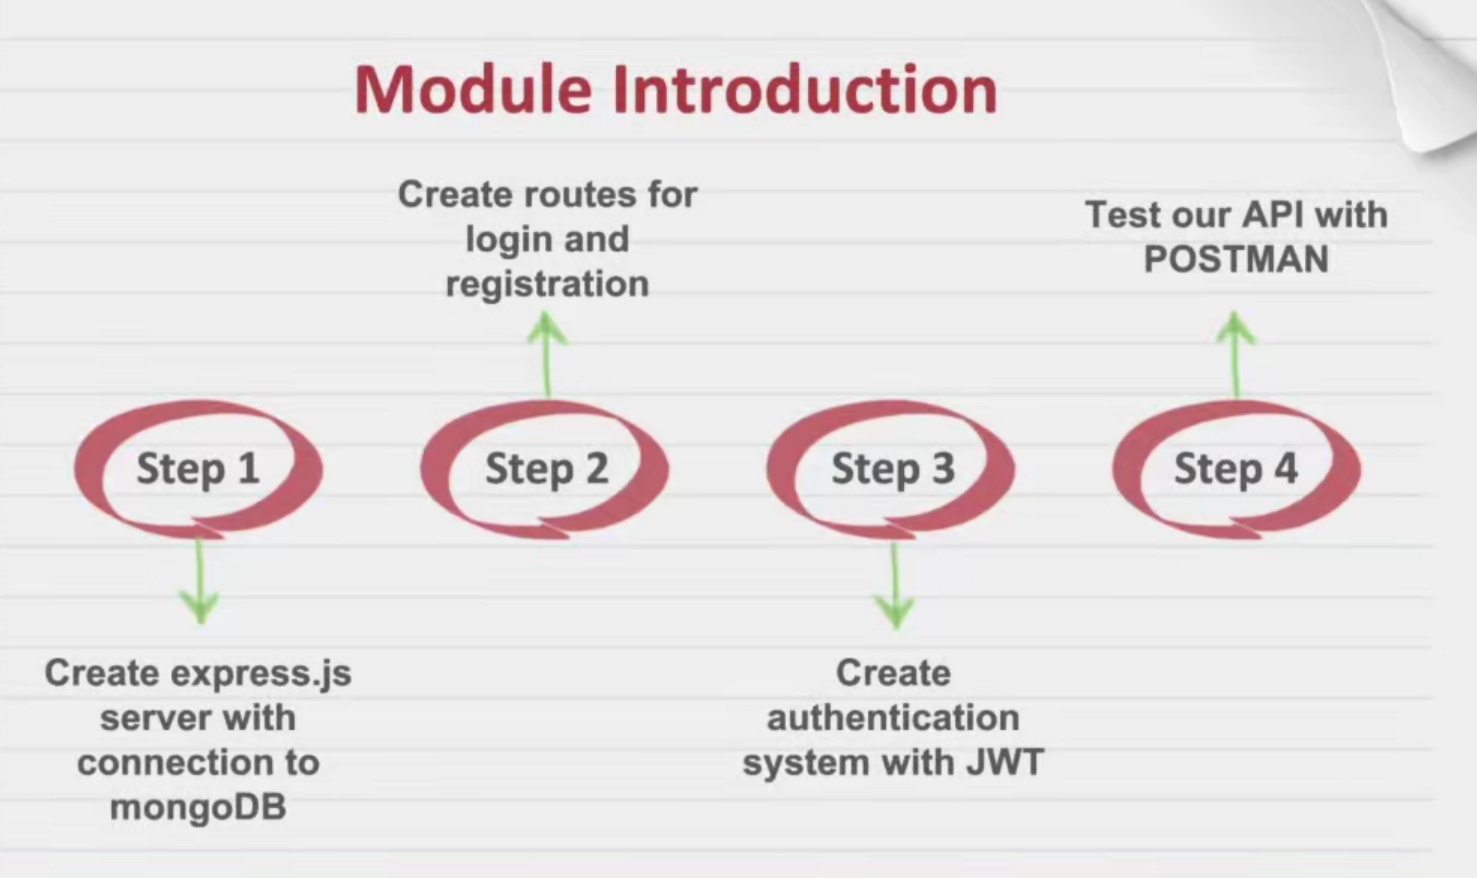 Module Introduction
Create routes for
login and
registration
Test our API with
POSTMAN
Step 1
Step 2
Step 3
Step 4
Create express.js
server with
connection to
mongoDB
Create
authentication
system with JWT